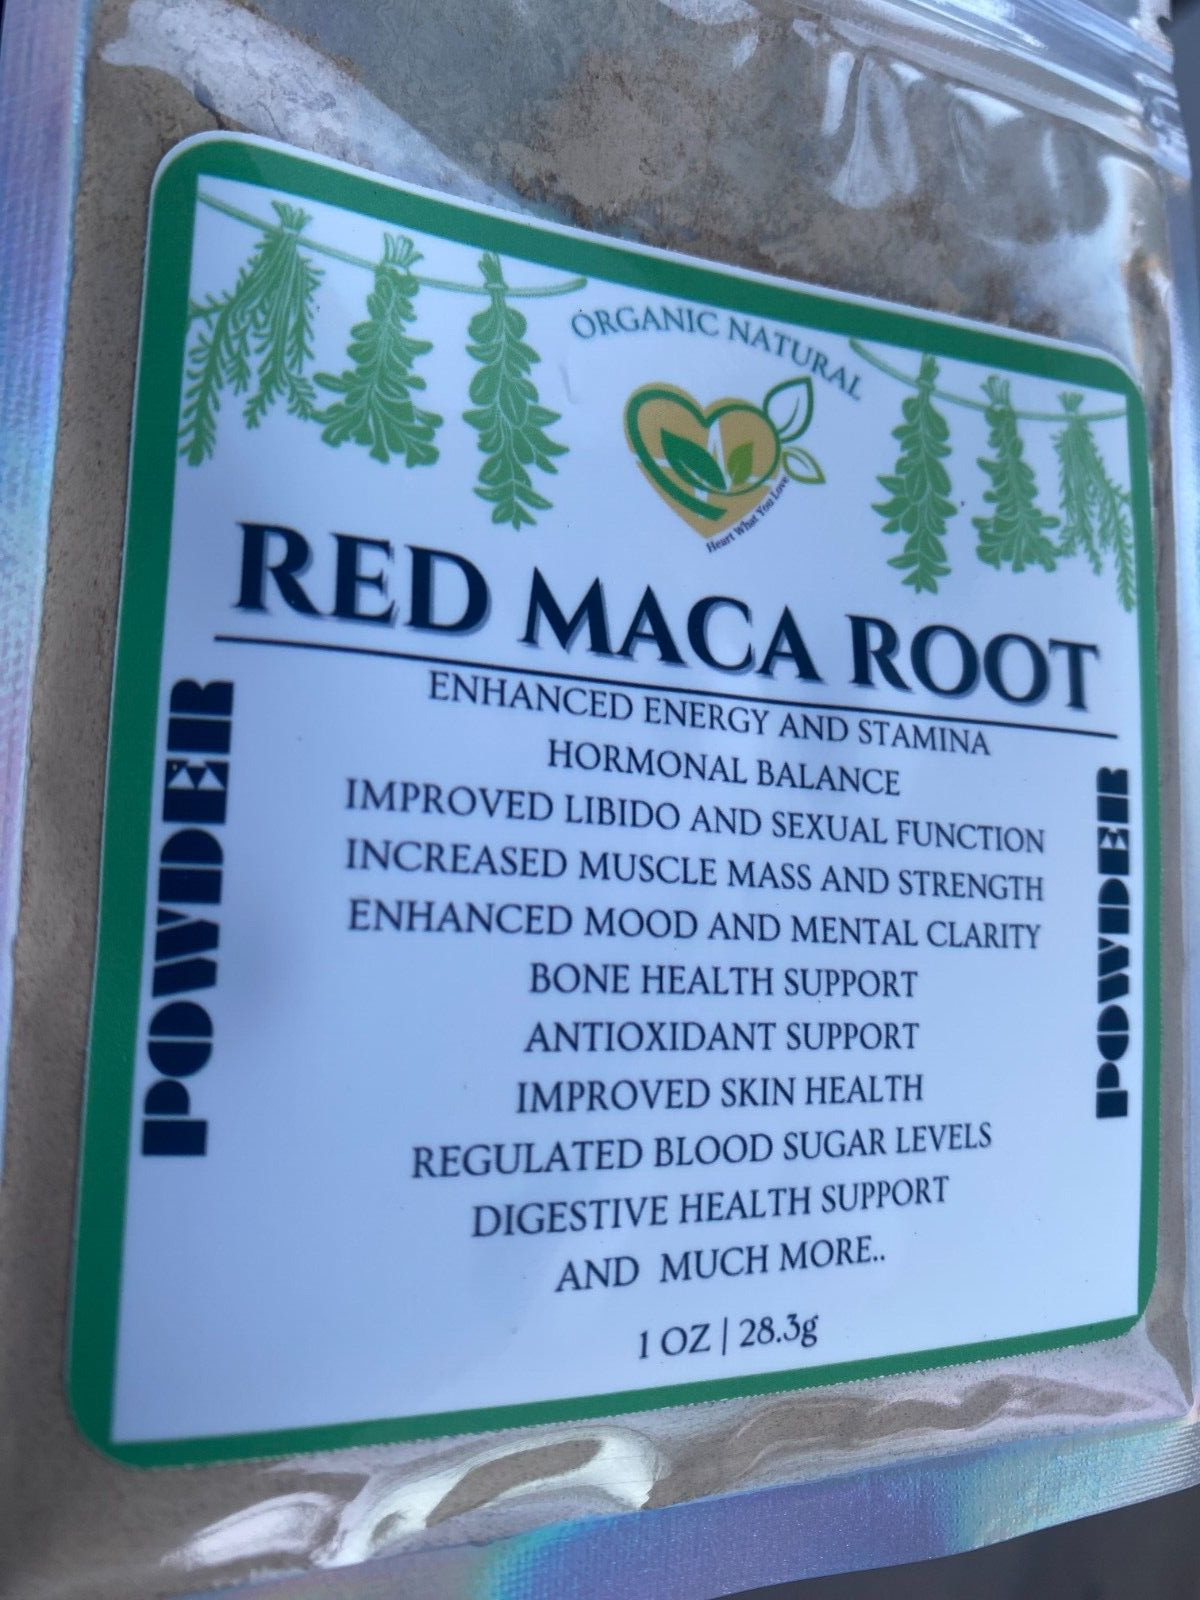 ORGANIC NATURAL
Heart What You Love
RED MACA ROOT
POWDER
ENHANCED ENERGY AND STAMINA
HORMONAL BALANCE
IMPROVED LIBIDO AND SEXUAL FUNCTION
INCREASED MUSCLE MASS AND STRENGTH
ENHANCED MOOD AND MENTAL CLARITY
BONE HEALTH SUPPORT
ANTIOXIDANT SUPPORT
IMPROVED SKIN HEALTH
REGULATED BLOOD SUGAR LEVELS
DIGESTIVE HEALTH SUPPORT
AND MUCH MORE..
POWDER
1 OZ | 28.3g